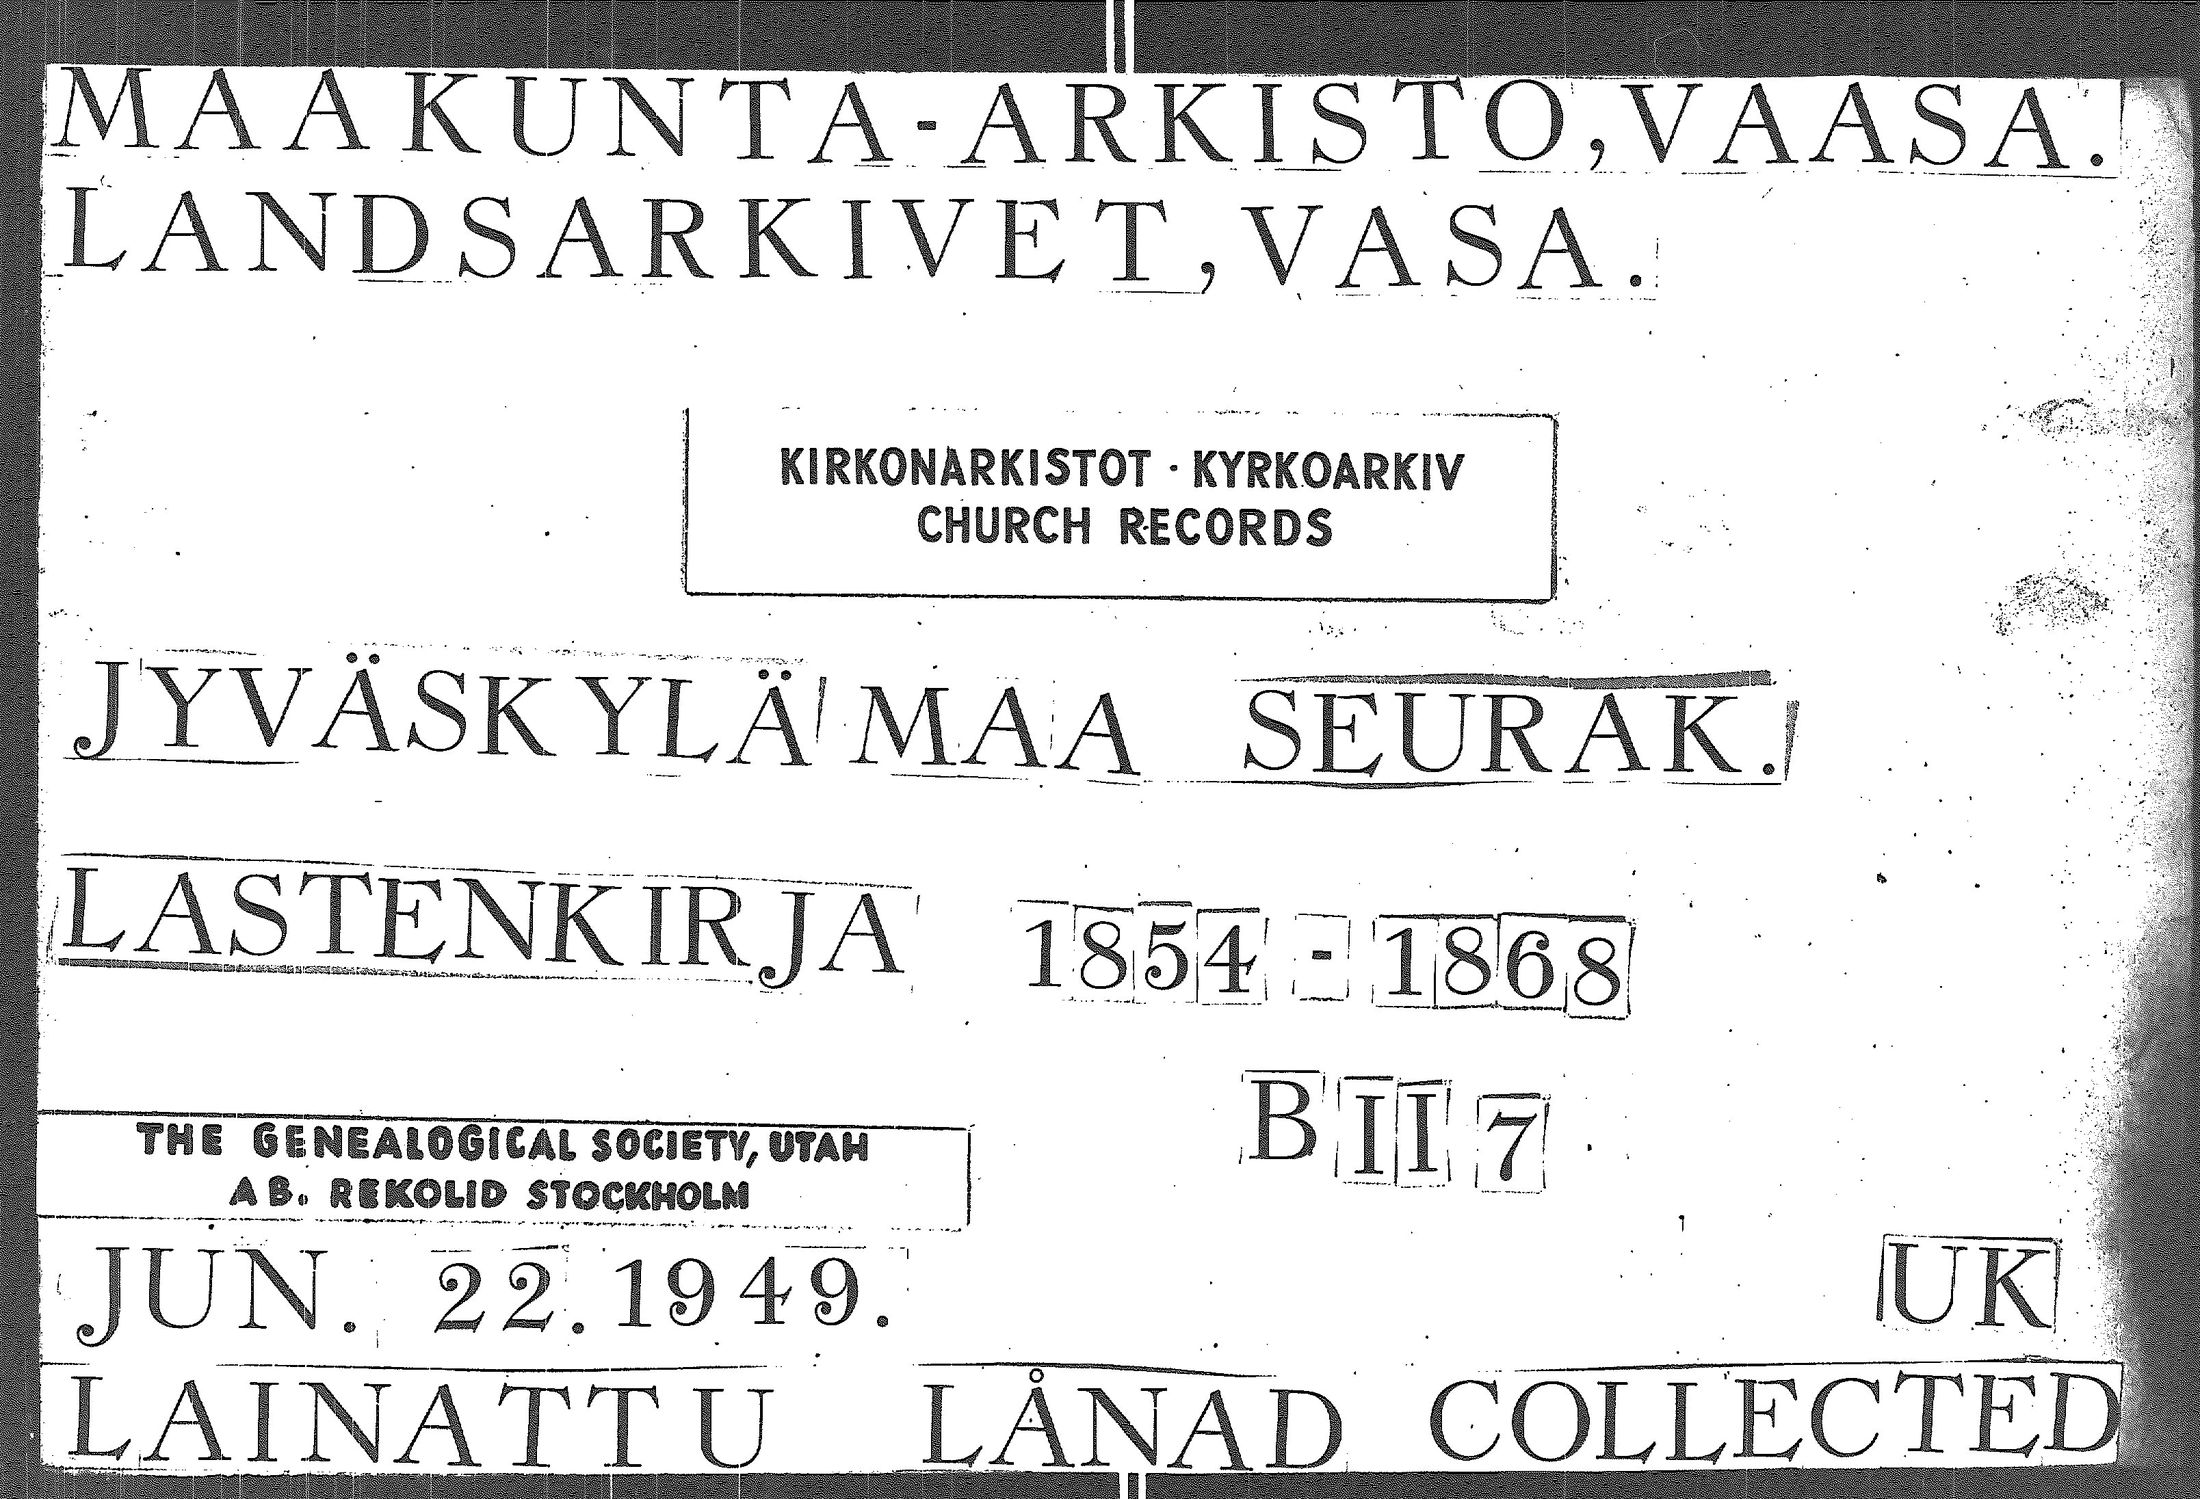 MAAKUNTA-ARKISTO, VAASA.
LANDSARKIVET, VASA.
KIRKONARKISTOT · KYRKOARKIV
CHURCH RECORDS
JYVÄSKYLÄ MAA SEURAK.
LASTENKIRJA 1854 - 1868
B II 7
THE GENEALOGICAL SOCIETY, UTAH
AB. REKOLID STOCKHOLM
JUN. 22. 1949.
UK
LAINATTU LÅNAD COLLECTED